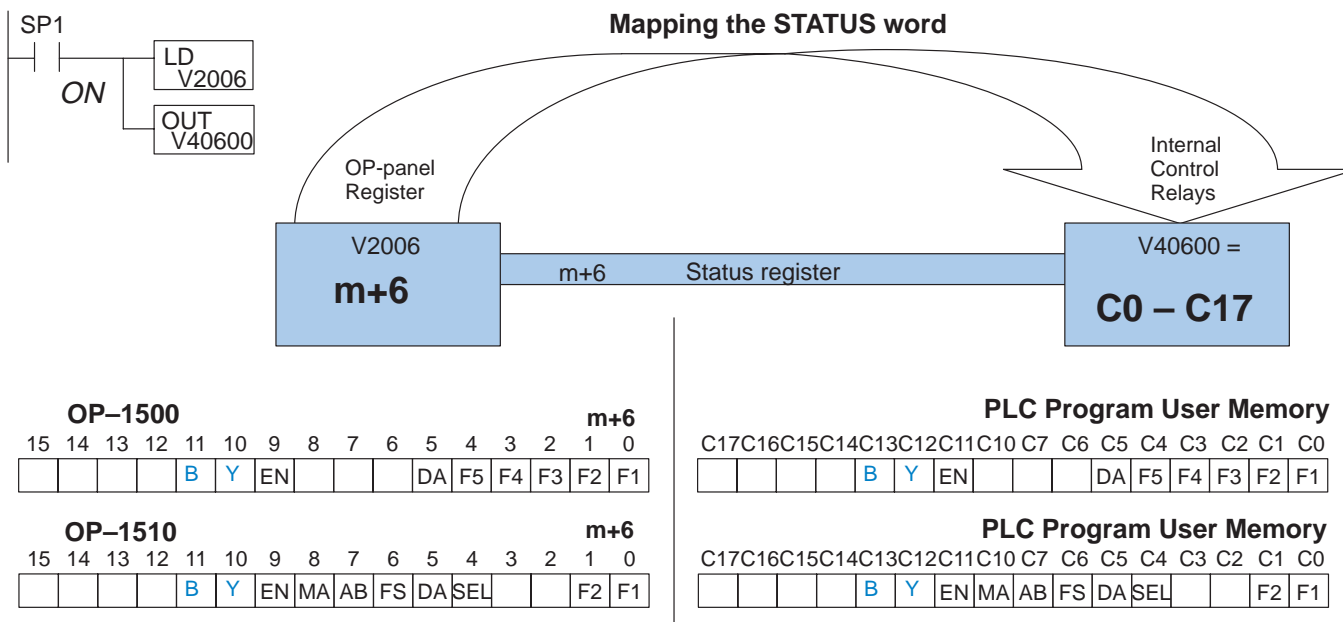 SP1
Mapping the STATUS word
LD
V2006
ON
OUT
V40600
OP-panel
Register
Internal
Control
Relays
V2006
m+6
m+6 Status register
V40600 =
C0 – C17
OP–1500 m+6
15 14 13 12 11 10 9 8 7 6 5 4 3 2 1 0
B Y EN DA F5 F4 F3 F2 F1
PLC Program User Memory
C17 C16 C15 C14 C13 C12 C11 C10 C7 C6 C5 C4 C3 C2 C1 C0
B Y EN DA F5 F4 F3 F2 F1
OP–1510 m+6
15 14 13 12 11 10 9 8 7 6 5 4 3 2 1 0
B Y EN MA AB FS DA SEL F2 F1
PLC Program User Memory
C17 C16 C15 C14 C13 C12 C11 C10 C7 C6 C5 C4 C3 C2 C1 C0
B Y EN MA AB FS DA SEL F2 F1